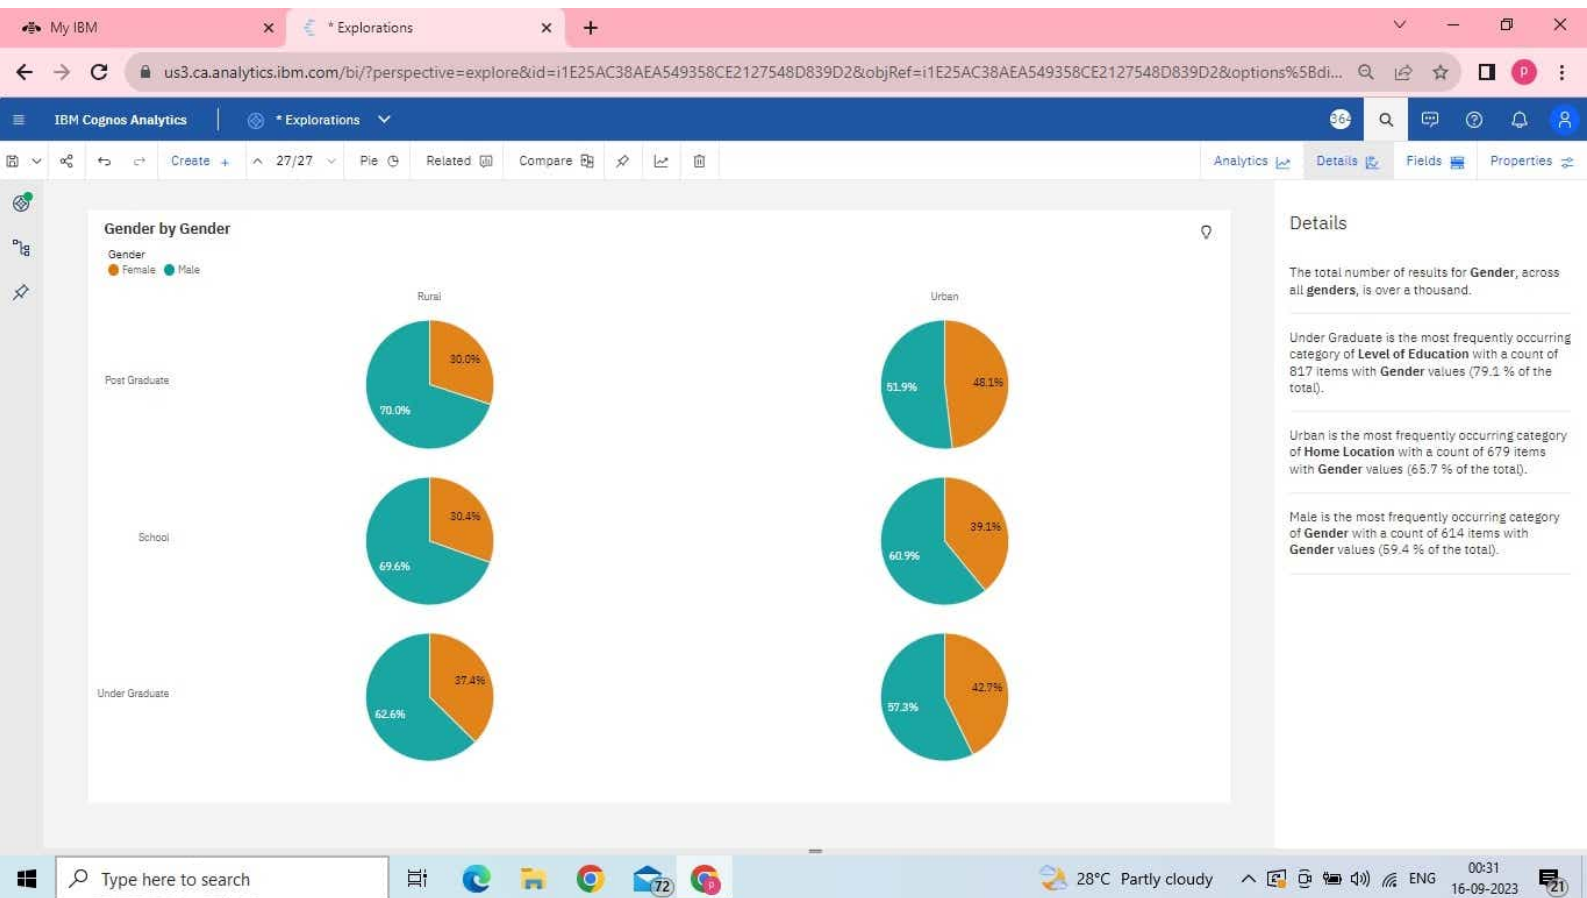 My IBM
* Explorations
us3.ca.analytics.ibm.com/bi/?perspective=explore&id=i1E25AC38AEA549358CE2127548D839D2&objRef=i1E25AC38AEA549358CE2127548D839D2&options%5Bdi...
P
IBM Cognos Analytics
* Explorations
364
Create + 27/27 Pie Related Compare Analytics Details Fields Properties
Gender by Gender
Gender
Female Male
Rural Urban
Post Graduate
30.0%
70.0%
48.1%
51.9%
School
30.4%
69.6%
39.1%
60.9%
Under Graduate
37.4%
62.6%
42.7%
57.3%
Details
The total number of results for Gender, across
all genders, is over a thousand.
Under Graduate is the most frequently occurring
category of Level of Education with a count of
817 items with Gender values (79.1 % of the
total).
Urban is the most frequently occurring category
of Home Location with a count of 679 items
with Gender values (65.7 % of the total).
Male is the most frequently occurring category
of Gender with a count of 614 items with
Gender values (59.4 % of the total).
Type here to search
72
P
28°C Partly cloudy
ENG
00:31
16-09-2023
21